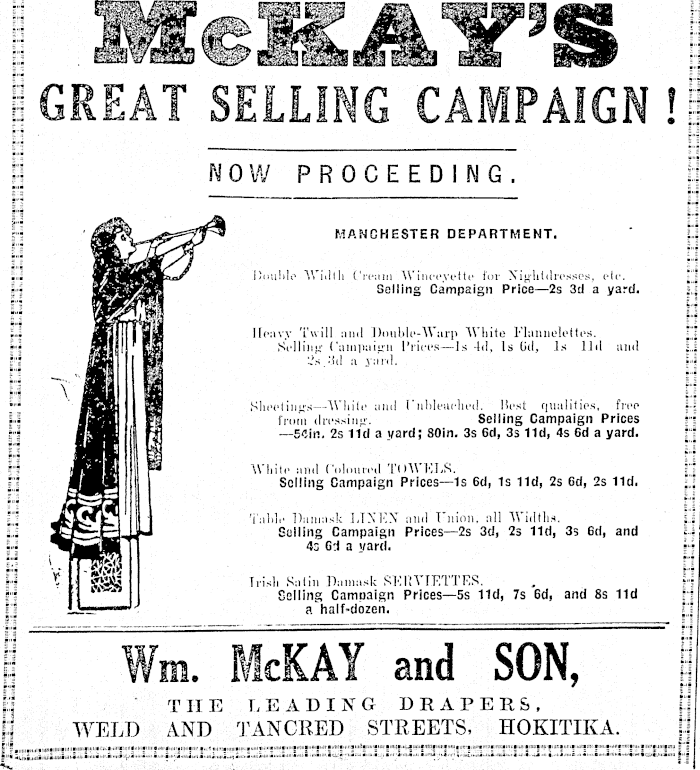 McKAY'S
GREAT SELLING CAMPAIGN !
NOW PROCEEDING.
MANCHESTER DEPARTMENT.
Double Width Cream Winceyette for Nightdresses, etc.
Selling Campaign Price—2s 3d a yard.
Heavy Twill and Double-Warp White Flannelettes.
Selling Campaign Prices—1s 4d, 1s 6d, 1s 11d and
2s 3d a yard.
Sheetings—White and Unbleached. Best qualities, free
from dressing. Selling Campaign Prices
—54in. 2s 11d a yard; 80in. 3s 6d, 3s 11d, 4s 6d a yard.
White and Coloured TOWELS.
Selling Campaign Prices—1s 6d, 1s 11d, 2s 6d, 2s 11d.
Table Damask LINEN and Union, all Widths.
Selling Campaign Prices—2s 3d, 2s 11d, 3s 6d, and
4s 6d a yard.
Irish Satin Damask SERVIETTES.
Selling Campaign Prices—5s 11d, 7s 6d, and 8s 11d
a half-dozen.
Wm. McKAY and SON,
THE LEADING DRAPERS,
WELD AND TANCRED STREETS, HOKITIKA.